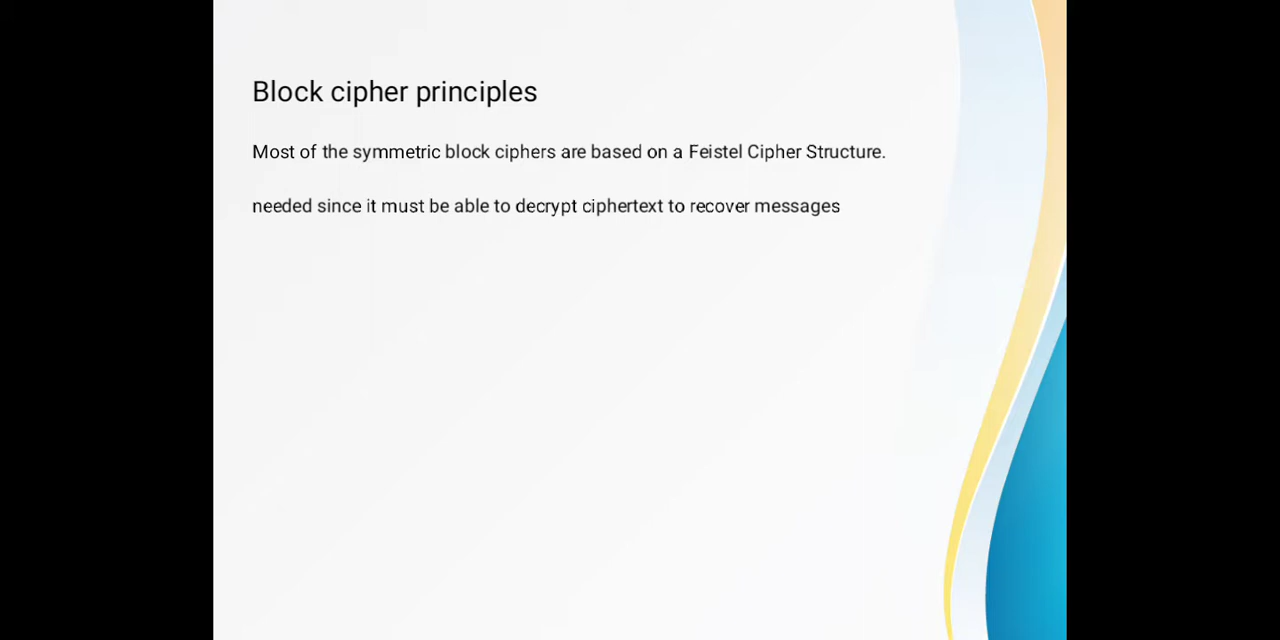 Block cipher principles
Most of the symmetric block ciphers are based on a Feistel Cipher Structure.
needed since it must be able to decrypt ciphertext to recover messages